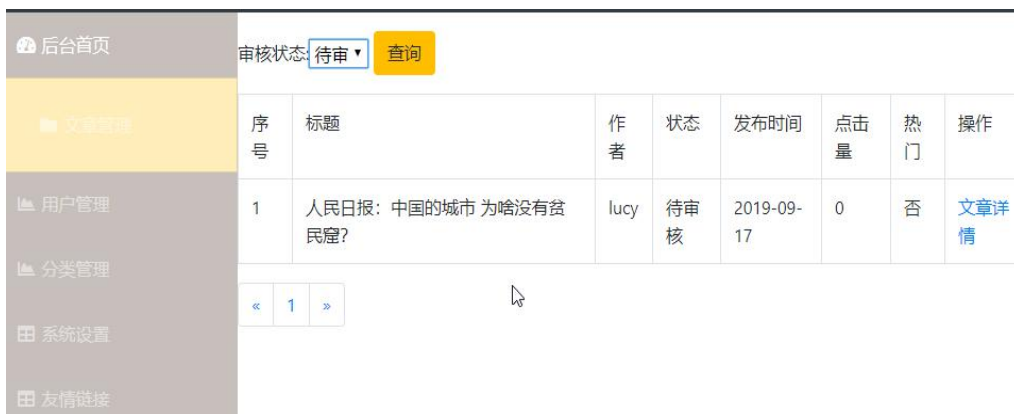 后台首页
文章管理
用户管理
分类管理
系统设置
友情链接
审核状态:待审 查询
序号 标题 作者 状态 发布时间 点击量 热门 操作
1 人民日报：中国的城市 为啥没有贫 lucy 待审 2019-09- 0 否 文章详
民窟? 核 17 情
« 1 »